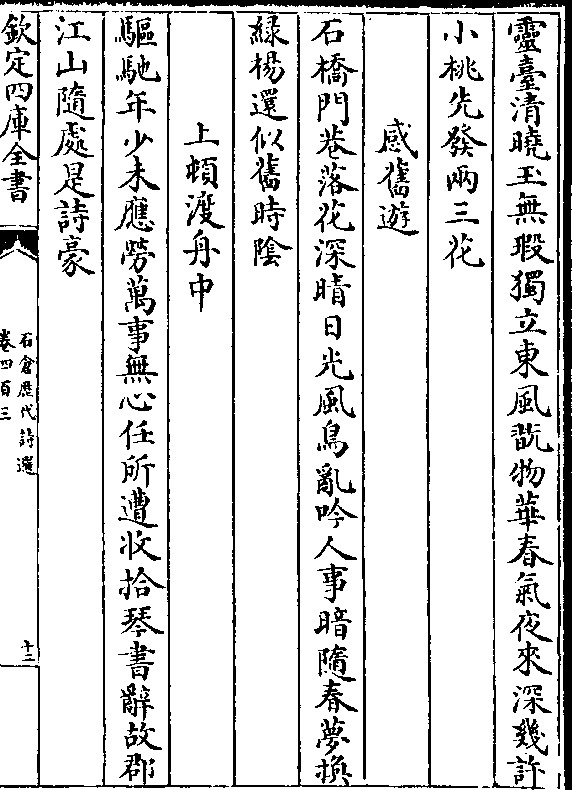 靈臺清曉玉無瑕獨立東風翫物華春氣夜來深幾許
小桃先發兩三花
感舊遊
石橋門巷落花深晴日光風鳥亂吟人事暗隨春夢換
緑楊還似舊時陰
上頓渡舟中
驅馳年少未應勞萬事無心任所遭收拾琴書辭故郡
江山隨處是詩豪
欽定四庫全書
石倉歷代詩選
卷四百三
十三